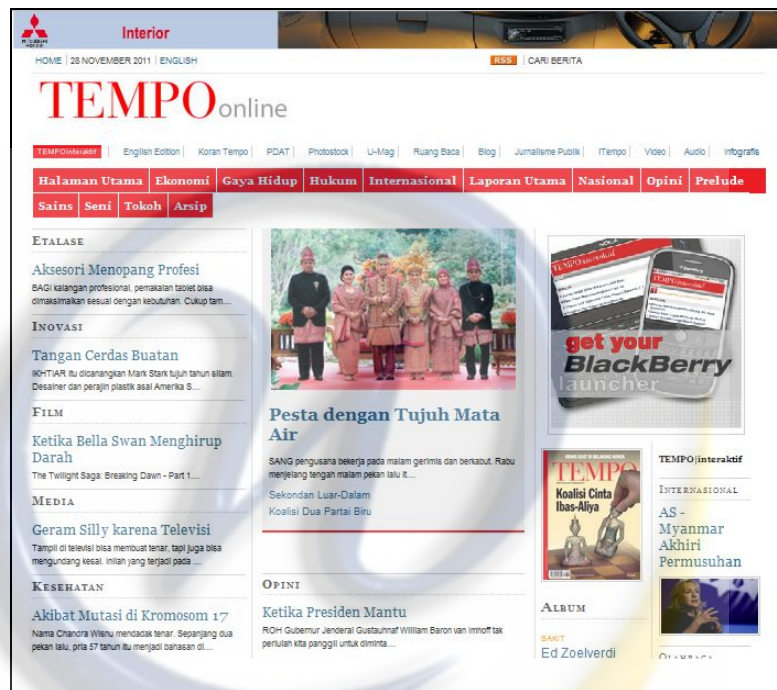 Interior
HOME | 28 NOVEMBER 2011 | ENGLISH
RSS | CARI BERITA
TEMPO online
TEMPOinteraktif | English Edition | Koran Tempo | PDAT | Photostock | U-Mag | Ruang Baca | Blog | Jurnalisme Publik | iTempo | Video | Audio | Infografis
Halaman Utama Ekonomi Gaya Hidup Hukum Internasional Laporan Utama Nasional Opini Prelude
Sains Seni Tokoh Arsip
ETALASE
Aksesori Menopang Profesi
BAGI kalangan profesional, pemakaian tablet bisa
dimaksimalkan sesuai dengan kebutuhan. Cukup tam....
INOVASI
Tangan Cerdas Buatan
IKHTIAR itu dicanangkan Mark Stark tujuh tahun silam.
Desainer dan perajin plastik asal Amerika S....
FILM
Ketika Bella Swan Menghirup
Darah
The Twilight Saga: Breaking Dawn - Part 1....
MEDIA
Geram Silly karena Televisi
Tampil di televisi bisa membuat tenar, tapi juga bisa
mengundang kesal. Inilah yang terjadi pada ....
KESEHATAN
Akibat Mutasi di Kromosom 17
Nama Chandra Wisnu mendadak tenar. Sepanjang dua
pekan lalu, pria 57 tahun itu menjadi bahasan di....
Pesta dengan Tujuh Mata
Air
SANG pengusaha bekerja pada malam gerimis dan berkabut. Rabu
menjelang tengah malam pekan lalu it....
Sekondan Luar-Dalam
Koalisi Dua Partai Biru
OPINI
Ketika Presiden Mantu
ROH Gubernur Jenderal Gustaafnaf William Baron van Imhoff tak
perlulah kita panggil untuk diminta....
NOKIA
TEMPOinteraktif
get your
BlackBerry
launcher
TEMPO
Koalisi Cinta
Ibas-Aliya
ALBUM
SAKIT
Ed Zoelverdi
TEMPO|interaktif
INTERNASIONAL
AS -
Myanmar
Akhiri
Permusuhan
OLAHRAGA